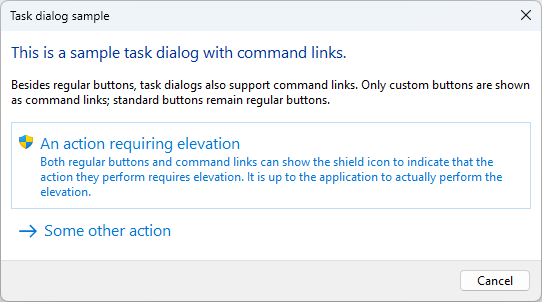 Task dialog sample
This is a sample task dialog with command links.
Besides regular buttons, task dialogs also support command links. Only custom buttons are shown
as command links; standard buttons remain regular buttons.
An action requiring elevation
Both regular buttons and command links can show the shield icon to indicate that the
action they perform requires elevation. It is up to the application to actually perform the
elevation.
Some other action
Cancel